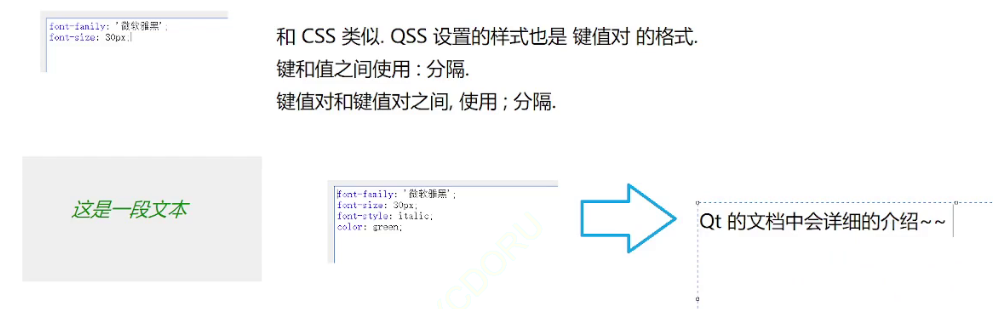 font-family: '微软雅黑';
font-size: 30px;
和 CSS 类似. QSS 设置的样式也是 键值对 的格式.
键和值之间使用 : 分隔.
键值对和键值对之间, 使用 ; 分隔.
这是一段文本
font-family: '微软雅黑';
font-size: 30px;
font-style: italic;
color: green;
Qt 的文档中会详细的介绍~~